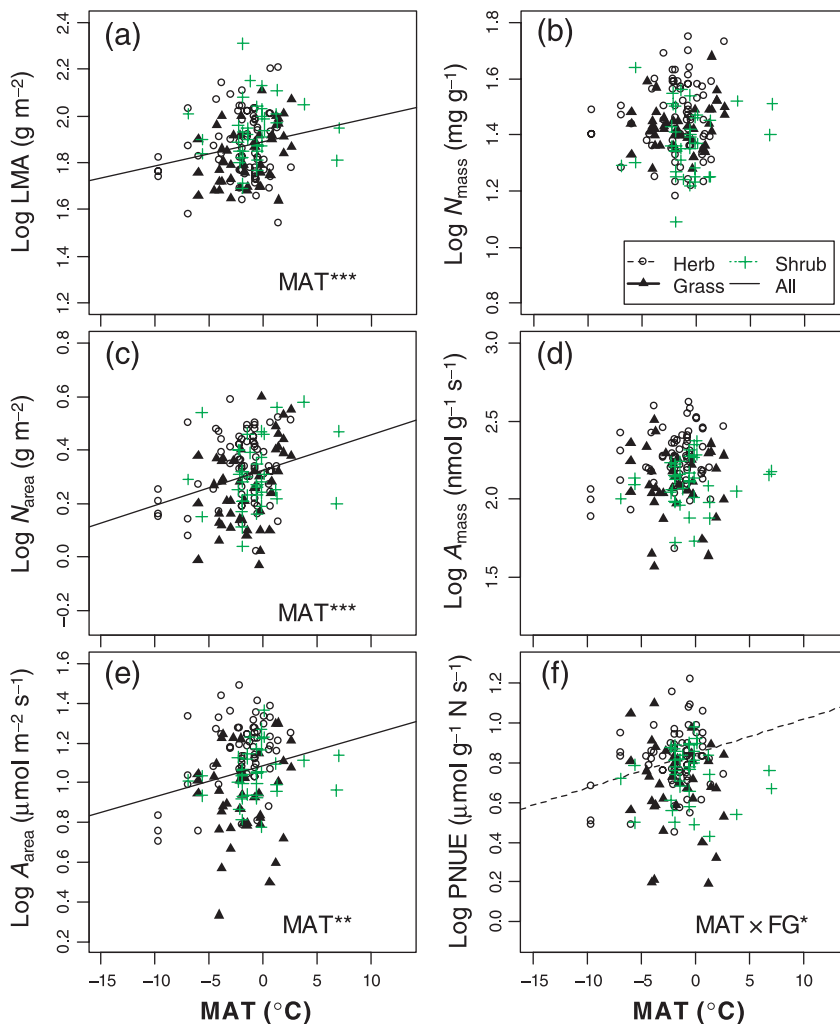 (a)
Log LMA (g m⁻²)
2.4
2.2
2.0
1.8
1.6
1.4
1.2
MAT***
(b)
Log Nmass (mg g⁻¹)
1.8
1.6
1.4
1.2
1.0
0.8
Herb Shrub
Grass All
(c)
Log Narea (g m⁻²)
0.8
0.6
0.4
0.2
0.0
−0.2
MAT***
(d)
Log Amass (nmol g⁻¹ s⁻¹)
3.0
2.5
2.0
1.5
(e)
Log Aarea (μmol m⁻² s⁻¹)
1.6
1.4
1.2
1.0
0.8
0.6
0.4
0.2
MAT**
−15 −10 −5 0 5 10
MAT (°C)
(f)
Log PNUE (μmol g⁻¹ N s⁻¹)
1.2
1.0
0.8
0.6
0.4
0.2
0.0
MAT × FG*
−15 −10 −5 0 5 10
MAT (°C)